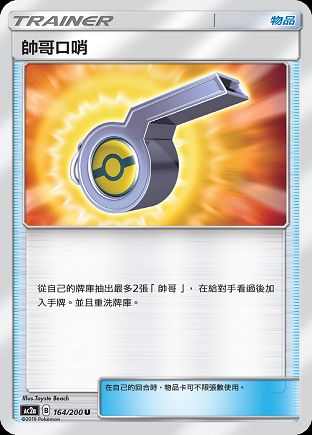 TRAINER 物品
帥哥口哨
從自己的牌庫抽出最多2張「帥哥」，在給對手看過後加
入手牌。並且重洗牌庫。
Illus.Toyste Beach
AC2a B 164/200 U
©2019 Pokémon
在自己的回合時，物品卡可不限張數使用。